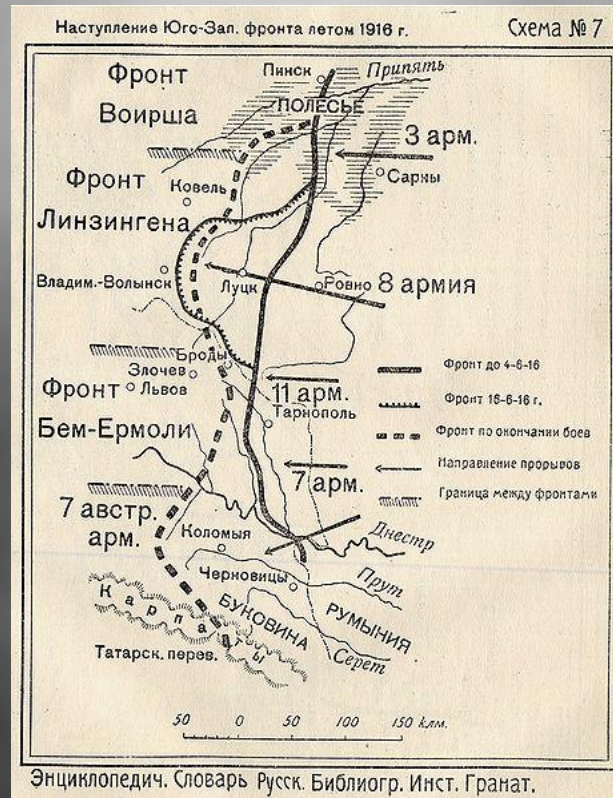 Наступление Юго-Зап. фронта летом 1916 г.
Схема № 7
Фронт
Воирша
Пинск
Припять
ПОЛЕСЬЕ
3 арм.
Сарны
Фронт
Линзингена
Ковель
Владим.-Волынск
Луцк
Ровно
8 армия
Броды
Злочев
Львов
Фронт
Бем-Ермоли
11 арм.
Тарнополь
7 арм.
Фронт до 4-6-16
Фронт 16-6-16 г.
Фронт по окончании боев
Направление прорывов
Граница между фронтами
7 австр.
арм.
Днестр
Коломыя
Прут
Черновицы
Карпаты
БУКОВИНА
РУМЫНИЯ
Серет
Татарск. перев.
50 0 50 100 150 клм.
Энциклопедич. Словарь Русск. Библиогр. Инст. Гранат.